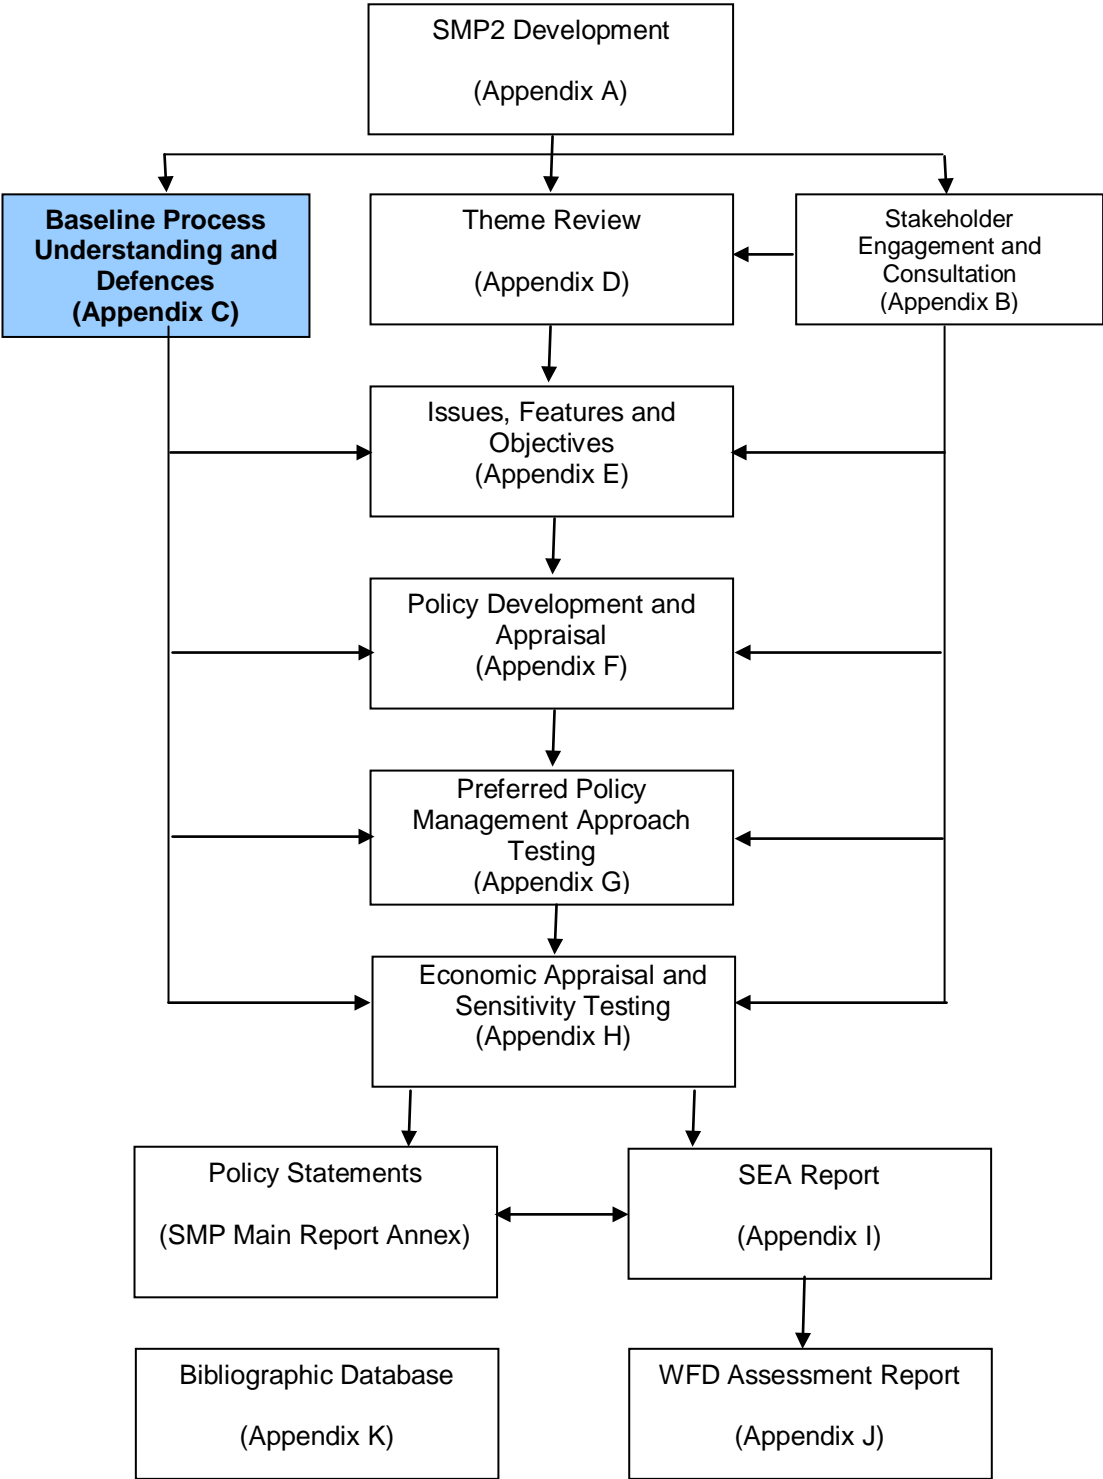 SMP2 Development
(Appendix A)
Baseline Process
Understanding and
Defences
(Appendix C)
Theme Review
(Appendix D)
Stakeholder
Engagement and
Consultation
(Appendix B)
Issues, Features and
Objectives
(Appendix E)
Policy Development and
Appraisal
(Appendix F)
Preferred Policy
Management Approach
Testing
(Appendix G)
Economic Appraisal and
Sensitivity Testing
(Appendix H)
Policy Statements
(SMP Main Report Annex)
SEA Report
(Appendix I)
Bibliographic Database
(Appendix K)
WFD Assessment Report
(Appendix J)